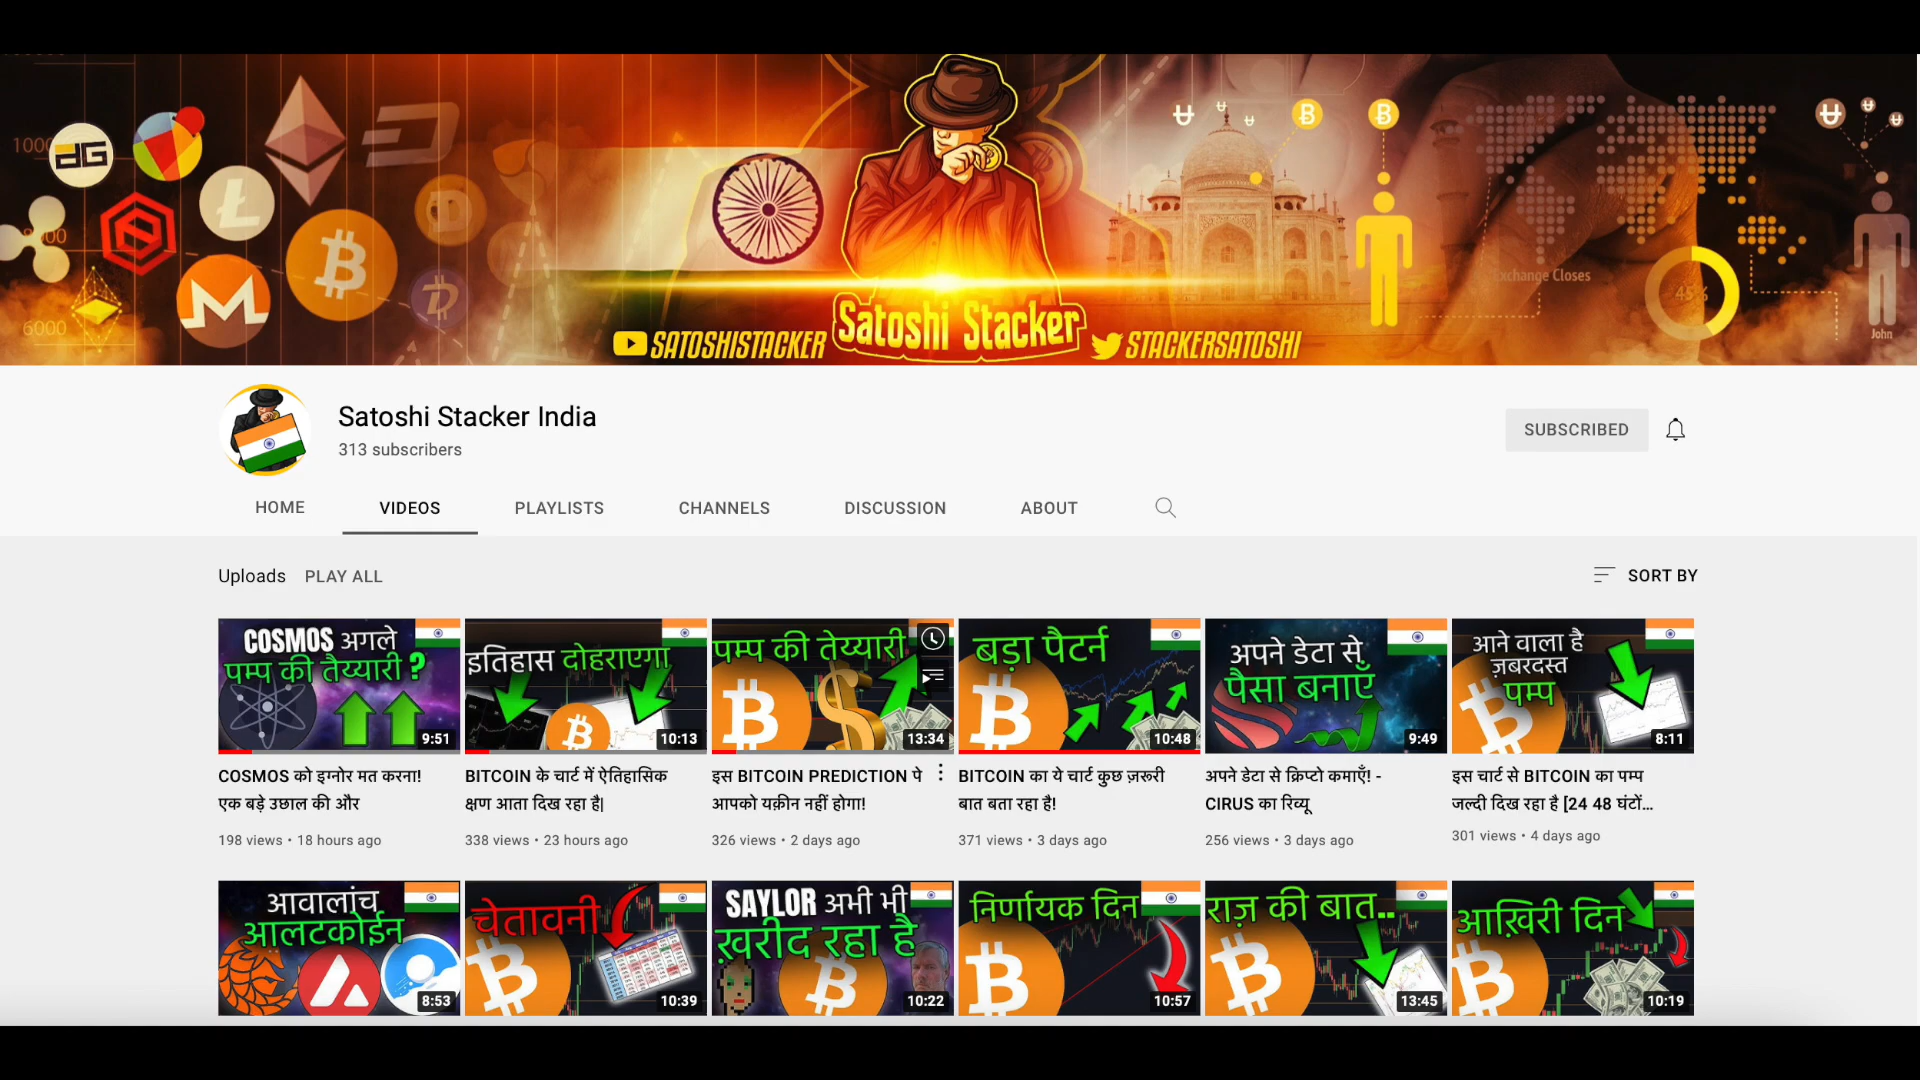 1000
8000
6000
dG
exchange Closes
45%
John
SATOSHISTACKER
Satoshi Stacker
STACKERSATOSHI
Satoshi Stacker India
313 subscribers
SUBSCRIBED
HOME
VIDEOS
PLAYLISTS
CHANNELS
DISCUSSION
ABOUT
Uploads
PLAY ALL
SORT BY
COSMOS अगले
पम्प की तैय्यारी ?
9:51
इतिहास दोहराएगा
10:13
पम्प की तेय्यारी
13:34
बड़ा पैटर्न
10:48
अपने डेटा से
पैसा बनाएँ
9:49
आने वाला है
ज़बरदस्त
पम्प
8:11
COSMOS को इग्नोर मत करना!
एक बड़े उछाल की और
198 views • 18 hours ago
BITCOIN के चार्ट में ऐतिहासिक
क्षण आता दिख रहा है|
338 views • 23 hours ago
इस BITCOIN PREDICTION पे
आपको यक़ीन नहीं होगा!
326 views • 2 days ago
BITCOIN का ये चार्ट कुछ ज़रूरी
बात बता रहा है!
371 views • 3 days ago
अपने डेटा से क्रिप्टो कमाएँ! -
CIRUS का रिव्यू
256 views • 3 days ago
इस चार्ट से BITCOIN का पम्प
जल्दी दिख रहा है [24 48 घंटों...
301 views • 4 days ago
आवालांच
आलटकोईन
8:53
चेतावनी
10:39
SAYLOR अभी भी
ख़रीद रहा है
10:22
निर्णायक दिन
10:57
राज़ की बात..
13:45
आख़िरी दिन
10:19